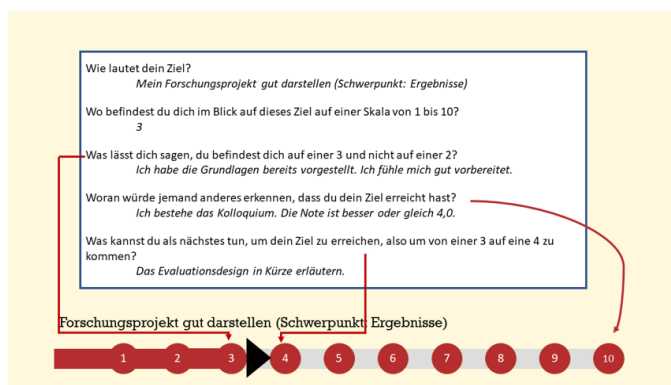 Wie lautet dein Ziel?
Mein Forschungsprojekt gut darstellen (Schwerpunkt: Ergebnisse)
Wo befindest du dich im Blick auf dieses Ziel auf einer Skala von 1 bis 10?
3
Was lässt dich sagen, du befindest dich auf einer 3 und nicht auf einer 2?
Ich habe die Grundlagen bereits vorgestellt. Ich fühle mich gut vorbereitet.
Woran würde jemand anderes erkennen, dass du dein Ziel erreicht hast?
Ich bestehe das Kolloquium. Die Note ist besser oder gleich 4,0.
Was kannst du als nächstes tun, um dein Ziel zu erreichen, also um von einer 3 auf eine 4 zu
kommen?
Das Evaluationsdesign in Kürze erläutern.
Forschungsprojekt gut darstellen (Schwerpunkt: Ergebnisse)
1 2 3 4 5 6 7 8 9 10